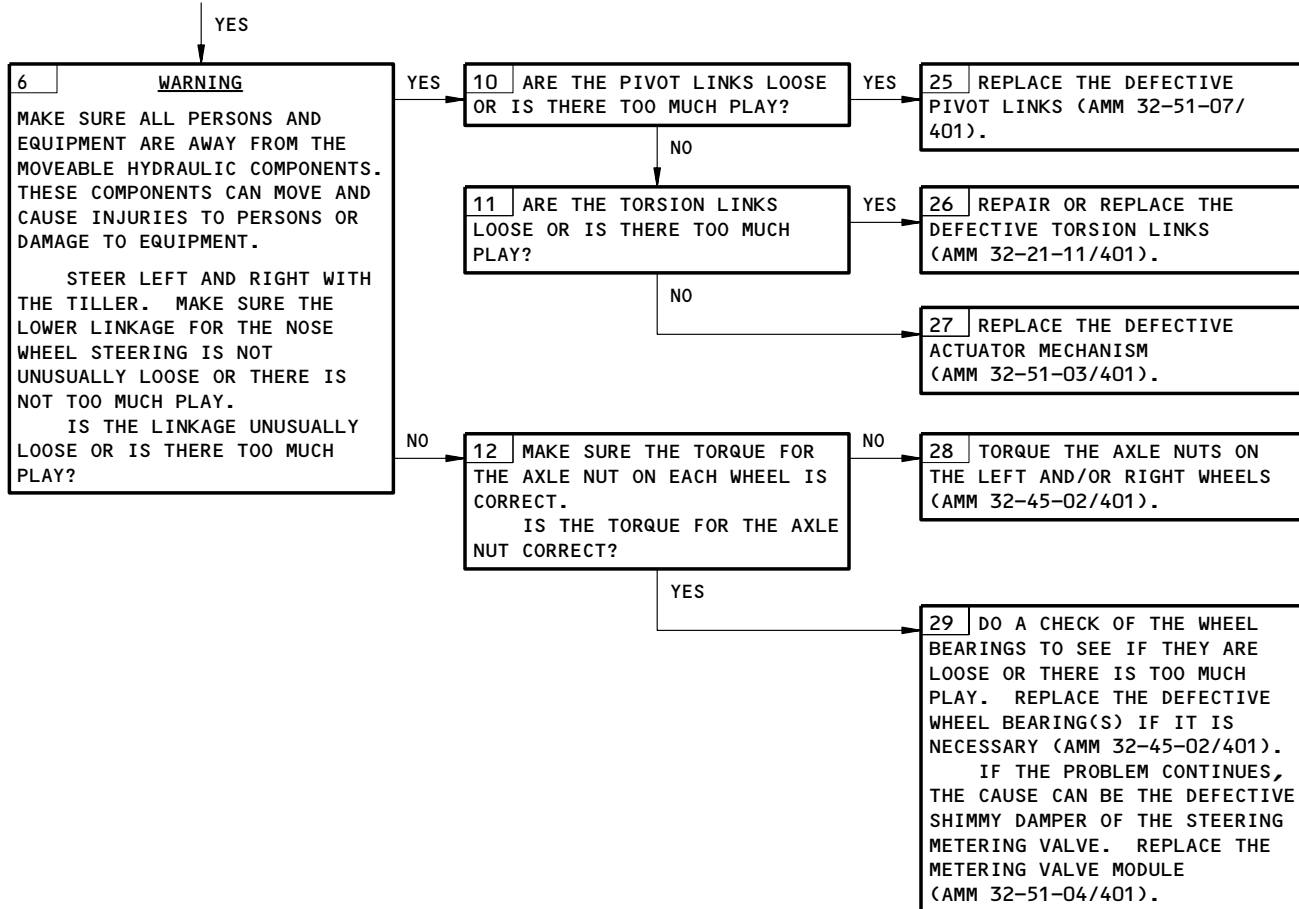 YES
6 WARNING
MAKE SURE ALL PERSONS AND
EQUIPMENT ARE AWAY FROM THE
MOVEABLE HYDRAULIC COMPONENTS.
THESE COMPONENTS CAN MOVE AND
CAUSE INJURIES TO PERSONS OR
DAMAGE TO EQUIPMENT.
STEER LEFT AND RIGHT WITH
THE TILLER. MAKE SURE THE
LOWER LINKAGE FOR THE NOSE
WHEEL STEERING IS NOT
UNUSUALLY LOOSE OR THERE IS
NOT TOO MUCH PLAY.
IS THE LINKAGE UNUSUALLY
LOOSE OR IS THERE TOO MUCH
PLAY?
YES
10 ARE THE PIVOT LINKS LOOSE
OR IS THERE TOO MUCH PLAY?
YES
25 REPLACE THE DEFECTIVE
PIVOT LINKS (AMM 32-51-07/
401).
NO
11 ARE THE TORSION LINKS
LOOSE OR IS THERE TOO MUCH
PLAY?
YES
26 REPAIR OR REPLACE THE
DEFECTIVE TORSION LINKS
(AMM 32-21-11/401).
NO
27 REPLACE THE DEFECTIVE
ACTUATOR MECHANISM
(AMM 32-51-03/401).
NO
12 MAKE SURE THE TORQUE FOR
THE AXLE NUT ON EACH WHEEL IS
CORRECT.
IS THE TORQUE FOR THE AXLE
NUT CORRECT?
NO
28 TORQUE THE AXLE NUTS ON
THE LEFT AND/OR RIGHT WHEELS
(AMM 32-45-02/401).
YES
29 DO A CHECK OF THE WHEEL
BEARINGS TO SEE IF THEY ARE
LOOSE OR THERE IS TOO MUCH
PLAY. REPLACE THE DEFECTIVE
WHEEL BEARING(S) IF IT IS
NECESSARY (AMM 32-45-02/401).
IF THE PROBLEM CONTINUES,
THE CAUSE CAN BE THE DEFECTIVE
SHIMMY DAMPER OF THE STEERING
METERING VALVE. REPLACE THE
METERING VALVE MODULE
(AMM 32-51-04/401).